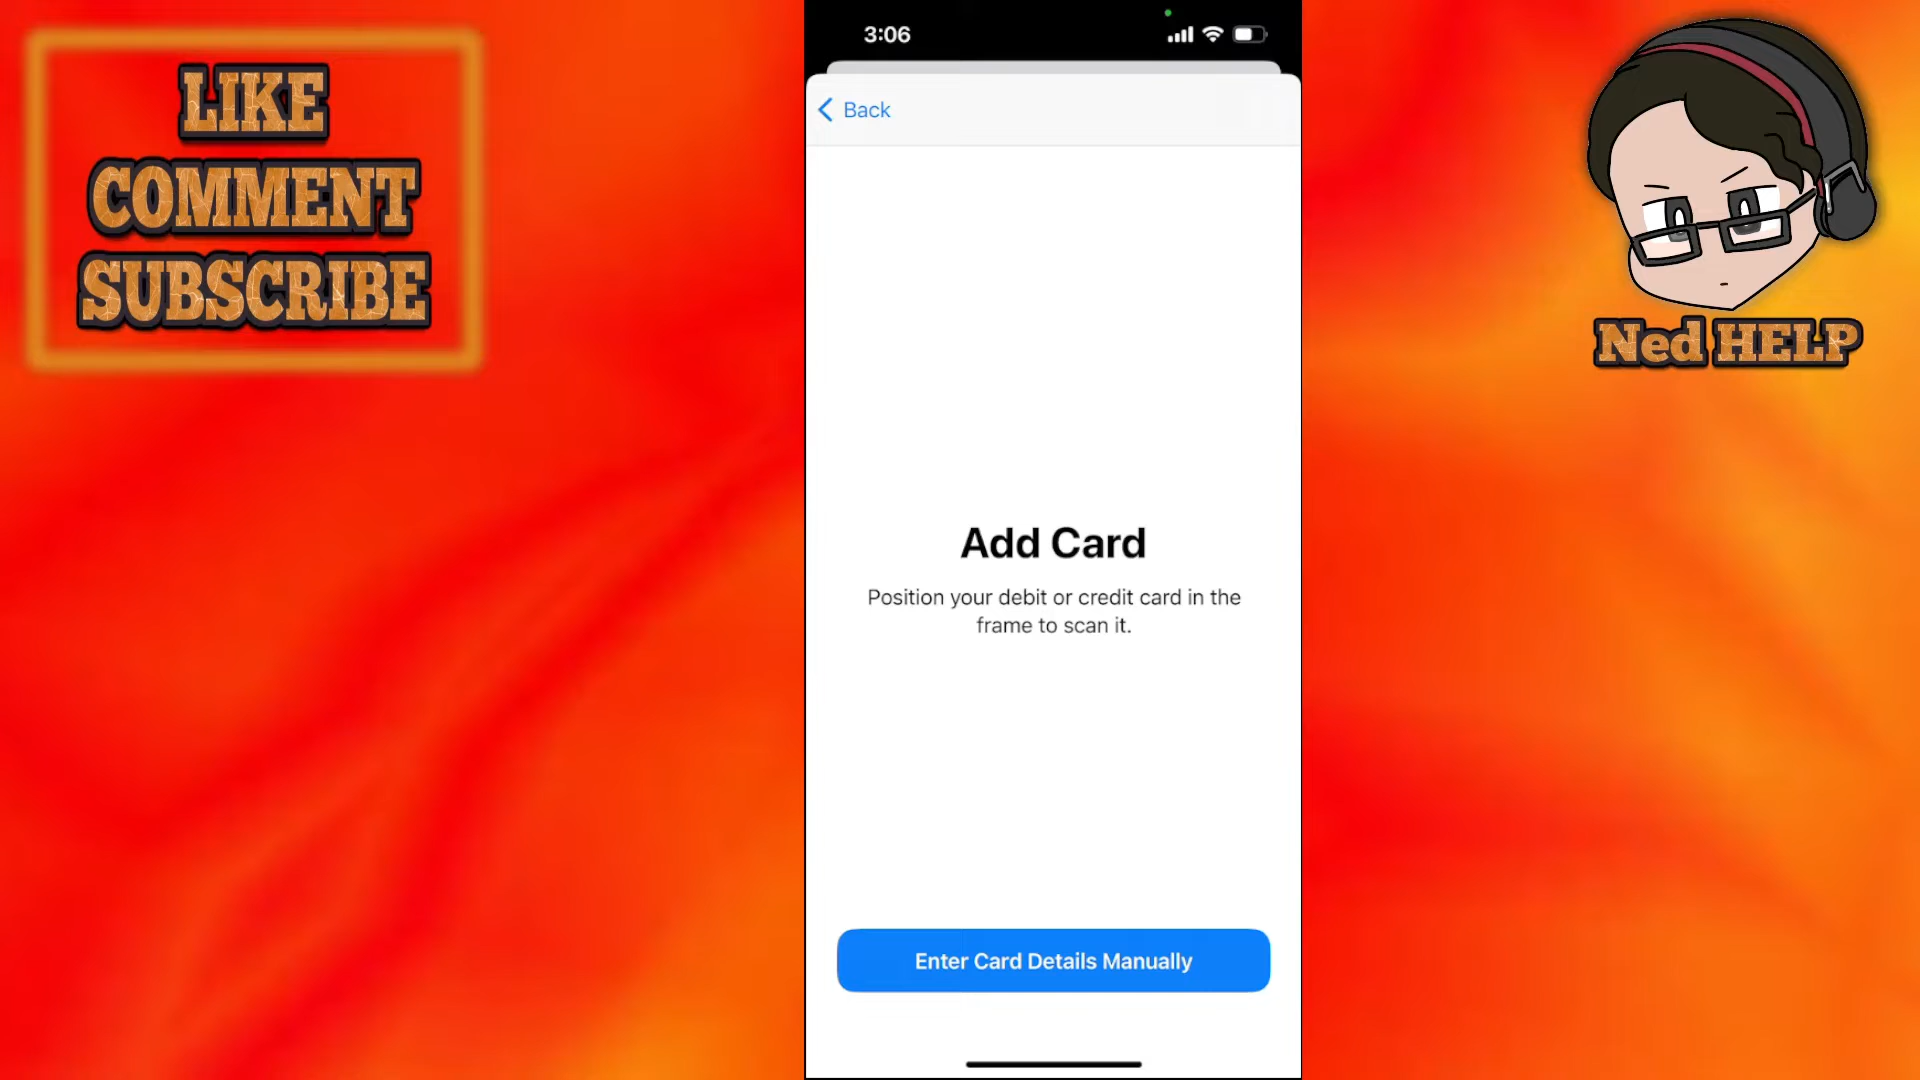 LIKE
COMMENT
SUBSCRIBE
3:06
Back
Add Card
Position your debit or credit card in the
frame to scan it.
Enter Card Details Manually
Ned HELP